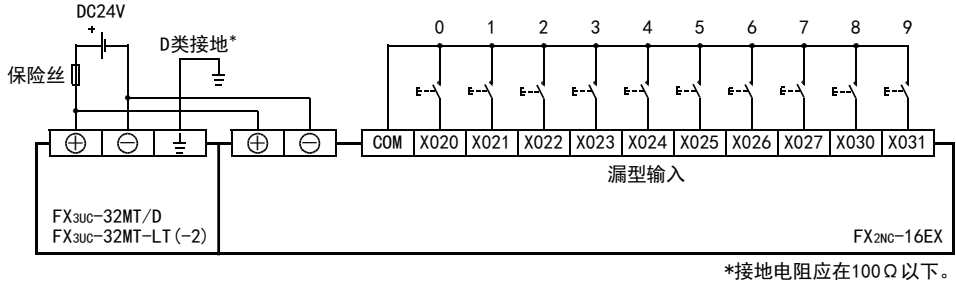 DC24V
+
D类接地*
保险丝
0 1 2 3 4 5 6 7 8 9
+ − + −
COM X020 X021 X022 X023 X024 X025 X026 X027 X030 X031
漏型输入
FX3UC-32MT/D
FX3UC-32MT-LT(-2)
FX2NC-16EX
*接地电阻应在100Ω以下。